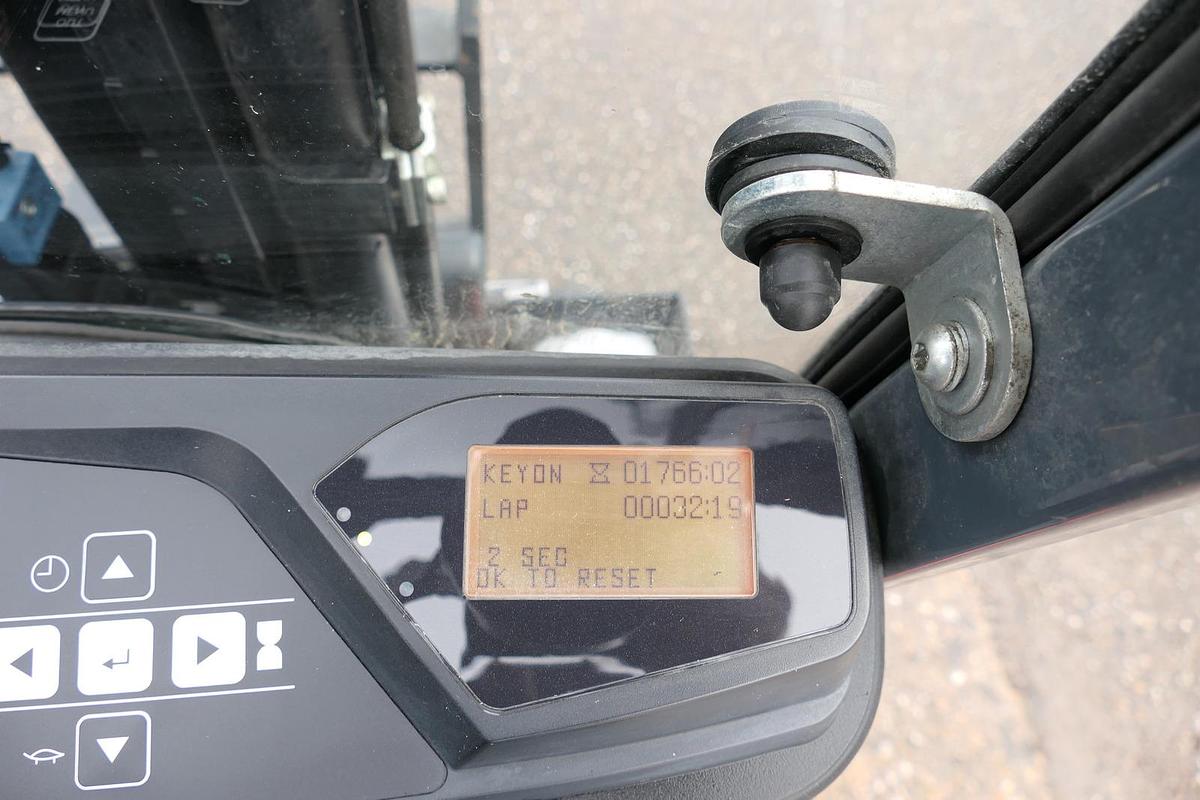 KEYON 01766:02
LAP 00032:19
2 SEC
OK TO RESET